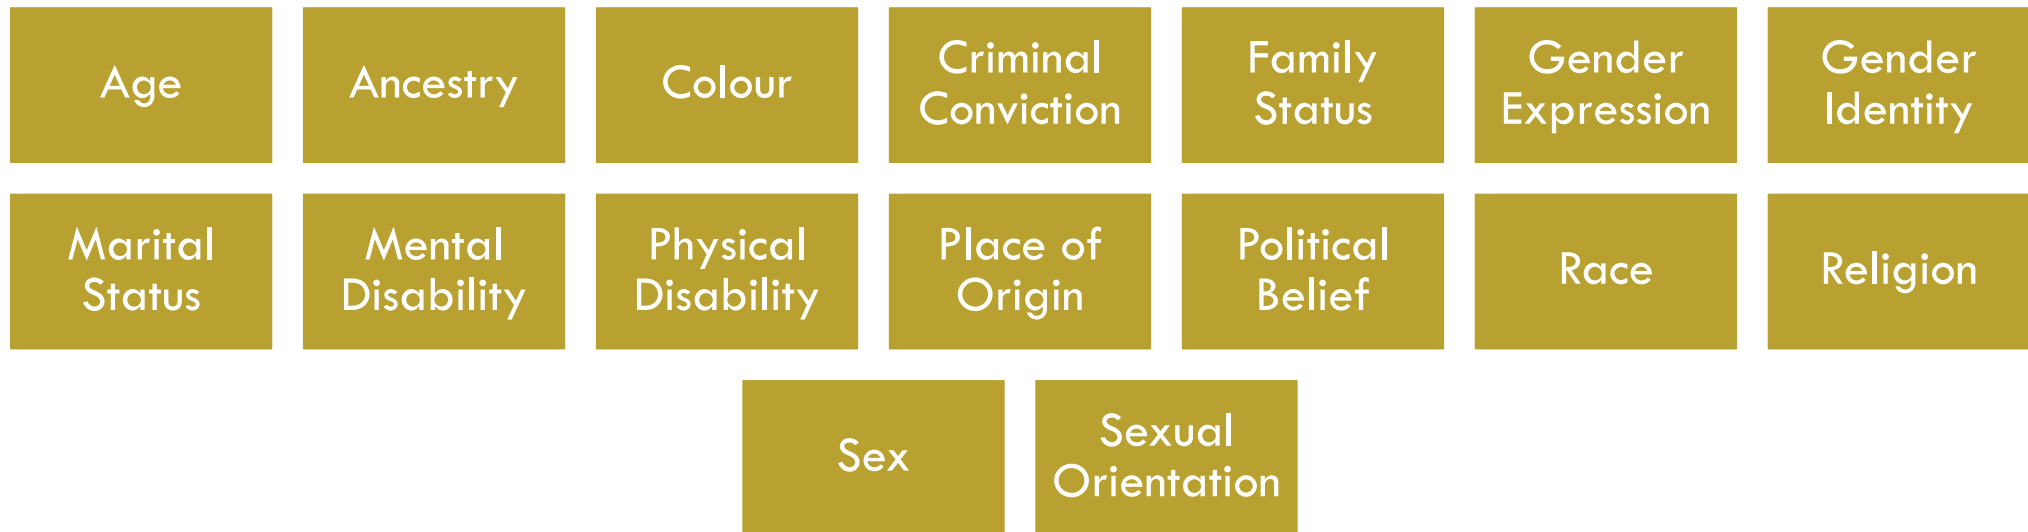 Age
Ancestry
Colour
Criminal
Conviction
Family
Status
Gender
Expression
Gender
Identity
Marital
Status
Mental
Disability
Physical
Disability
Place of
Origin
Political
Belief
Race
Religion
Sex
Sexual
Orientation